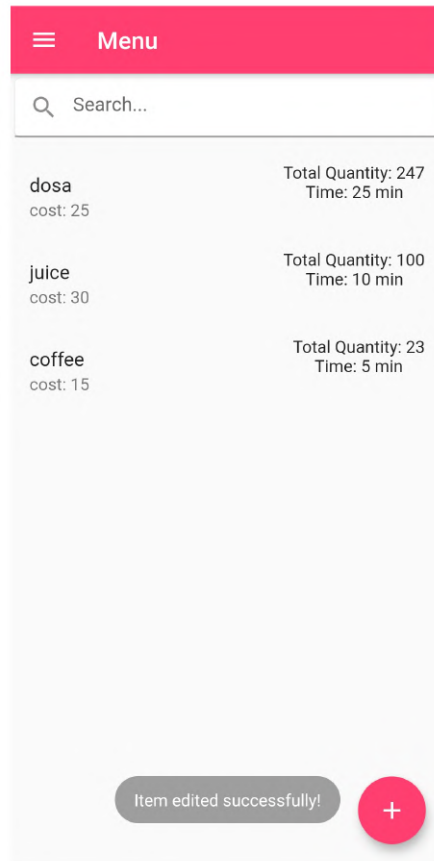 Menu
Search...
dosa
cost: 25
Total Quantity: 247
Time: 25 min
juice
cost: 30
Total Quantity: 100
Time: 10 min
coffee
cost: 15
Total Quantity: 23
Time: 5 min
Item edited successfully!
+